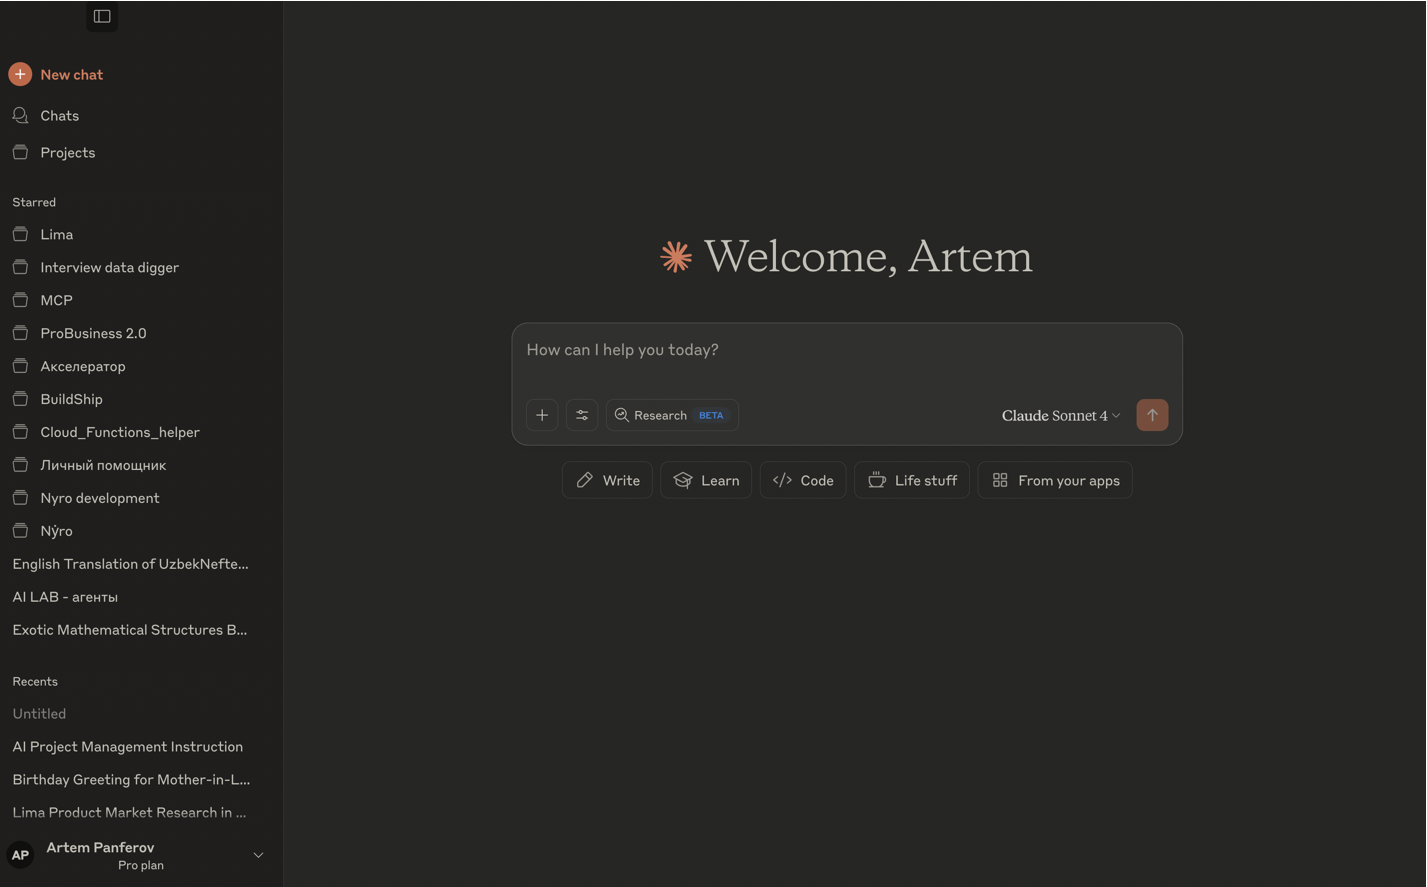 New chat
Chats
Projects
Starred
Lima
Interview data digger
MCP
ProBusiness 2.0
Акселератор
BuildShip
Cloud_Functions_helper
Личный помощник
Nyro development
Nẏro
English Translation of UzbekNefte...
AI LAB - агенты
Exotic Mathematical Structures B...
Recents
Untitled
AI Project Management Instruction
Birthday Greeting for Mother-in-L...
Lima Product Market Research in ...
AP
Artem Panferov
Pro plan
Welcome, Artem
How can I help you today?
Research BETA
Claude Sonnet 4
Write Learn Code Life stuff From your apps